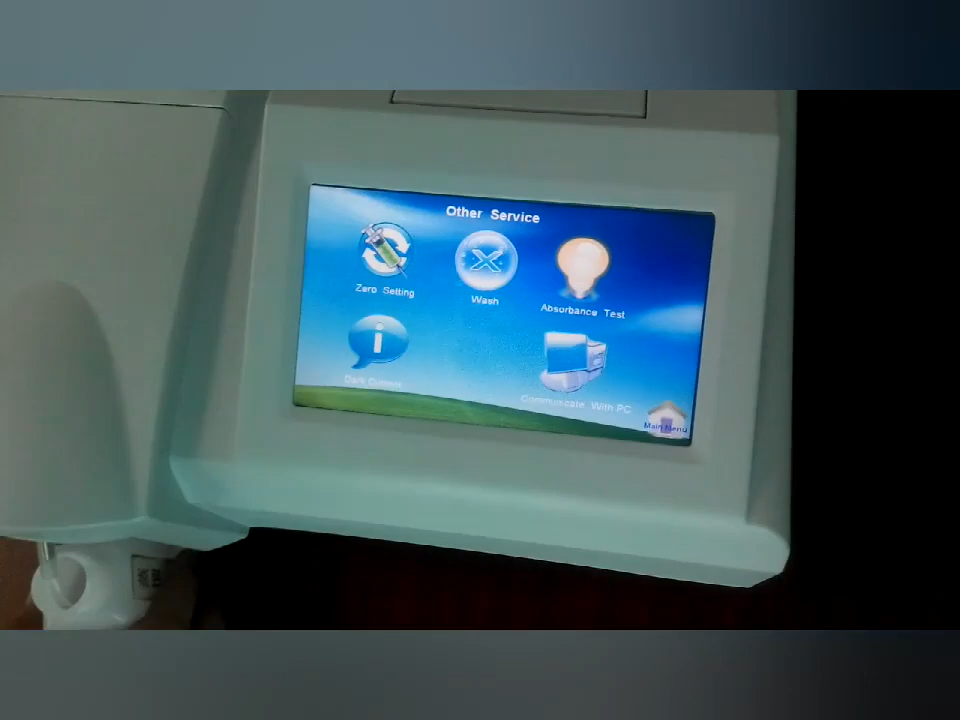 Other Service
Zero Setting
Wash
Absorbance Test
Dark Current
Communicate With PC
Main Menu